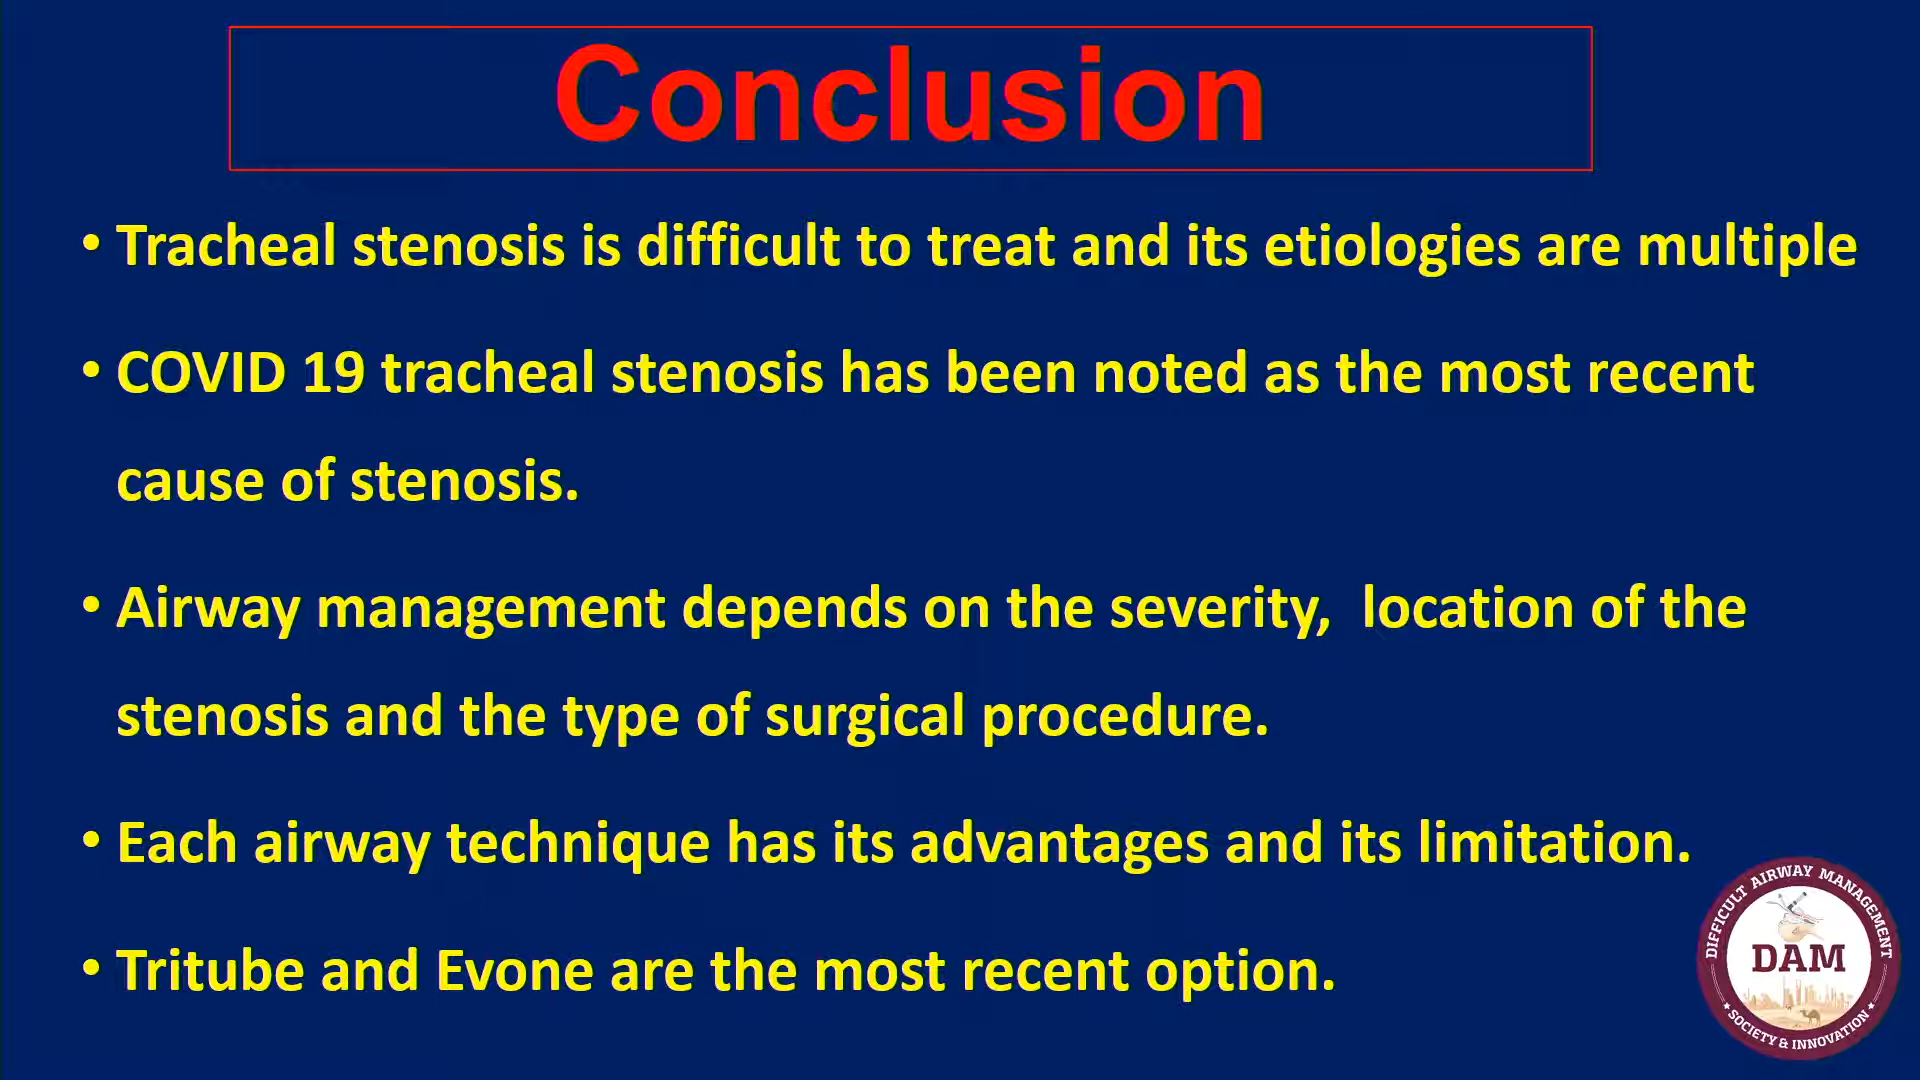 Conclusion
• Tracheal stenosis is difficult to treat and its etiologies are multiple
• COVID 19 tracheal stenosis has been noted as the most recent
cause of stenosis.
• Airway management depends on the severity,  location of the
stenosis and the type of surgical procedure.
• Each airway technique has its advantages and its limitation.
• Tritube and Evone are the most recent option.
DIFFICULT AIRWAY MANAGEMENT
DAM
SOCIETY & INNOVATION